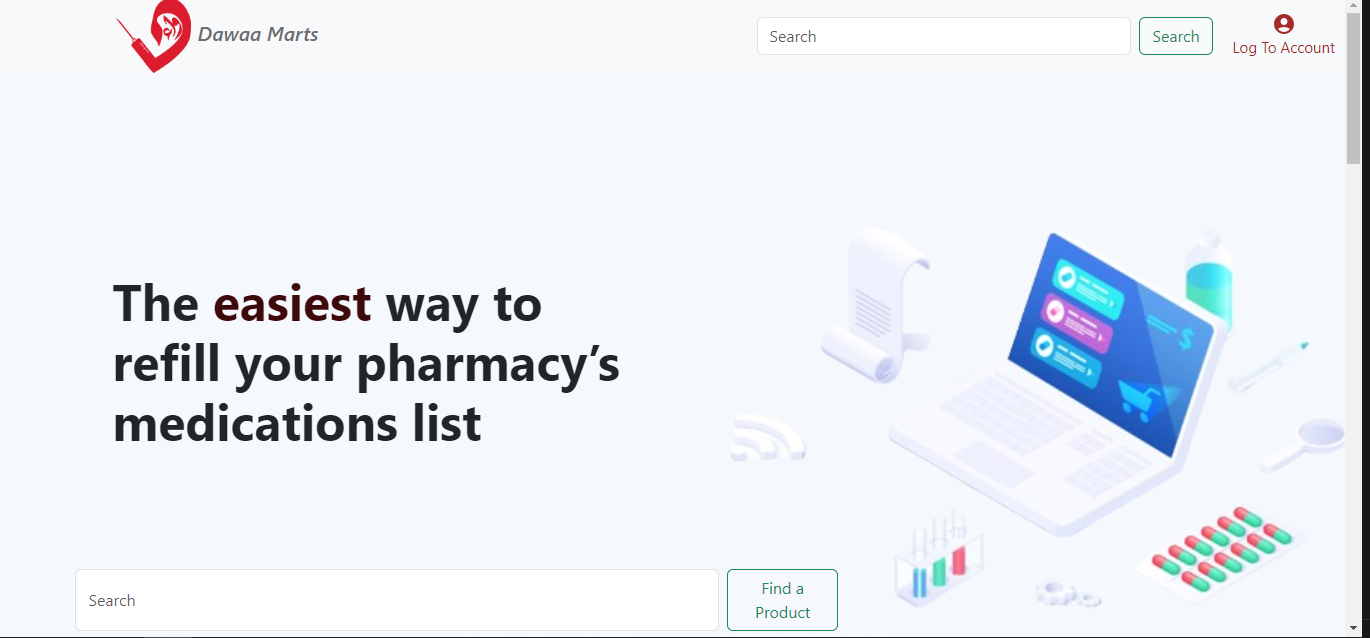 Dawaa Marts
Search
Search
Log To Account
The easiest way to
refill your pharmacy’s
medications list
$
Search
Find a
Product